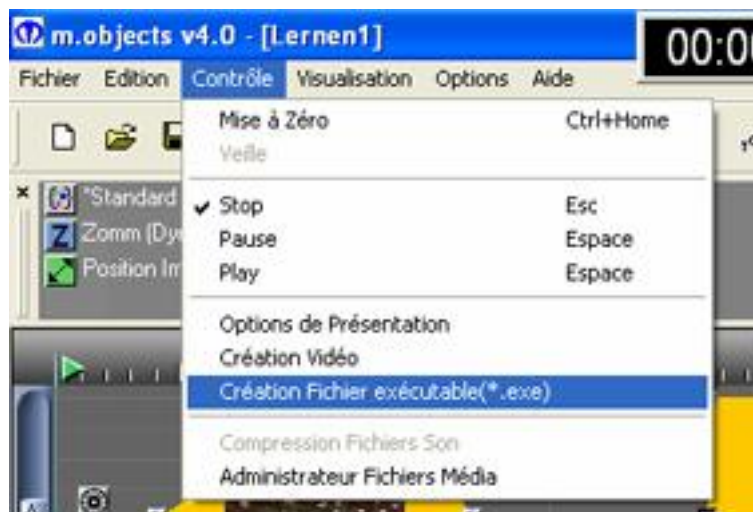 m.objects v4.0 - [Lernen1]
00:0
Fichier Edition Contrôle Visualisation Options Aide
Mise à Zéro Ctrl+Home
Veille
"Standard
Stop Esc
Zomm (Dy
Pause Espace
Position Im
Play Espace
Options de Présentation
Création Vidéo
Création Fichier exécutable(*.exe)
Compression Fichiers Son
Administrateur Fichiers Média